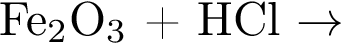 Fe₂O₃ + HCl →